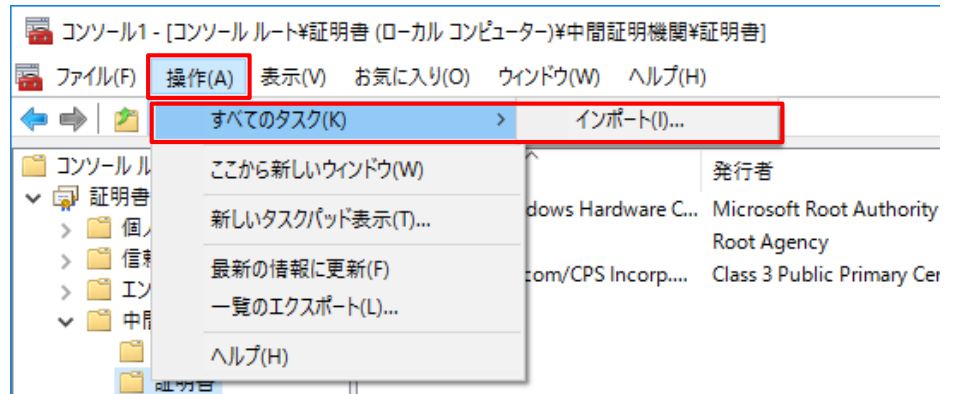 コンソール1 - [コンソール ルート¥証明書 (ローカル コンピューター)¥中間証明機関¥証明書]
ファイル(F) 操作(A) 表示(V) お気に入り(O) ウィンドウ(W) ヘルプ(H)
すべてのタスク(K) > インポート(I)...
コンソール ル
ここから新しいウィンドウ(W)
発行者
証明書
新しいタスクパッド表示(T)...
dows Hardware C... Microsoft Root Authority
個
Root Agency
信
最新の情報に更新(F)
com/CPS Incorp.... Class 3 Public Primary Cer
エン
一覧のエクスポート(L)...
中
ヘルプ(H)
証明書